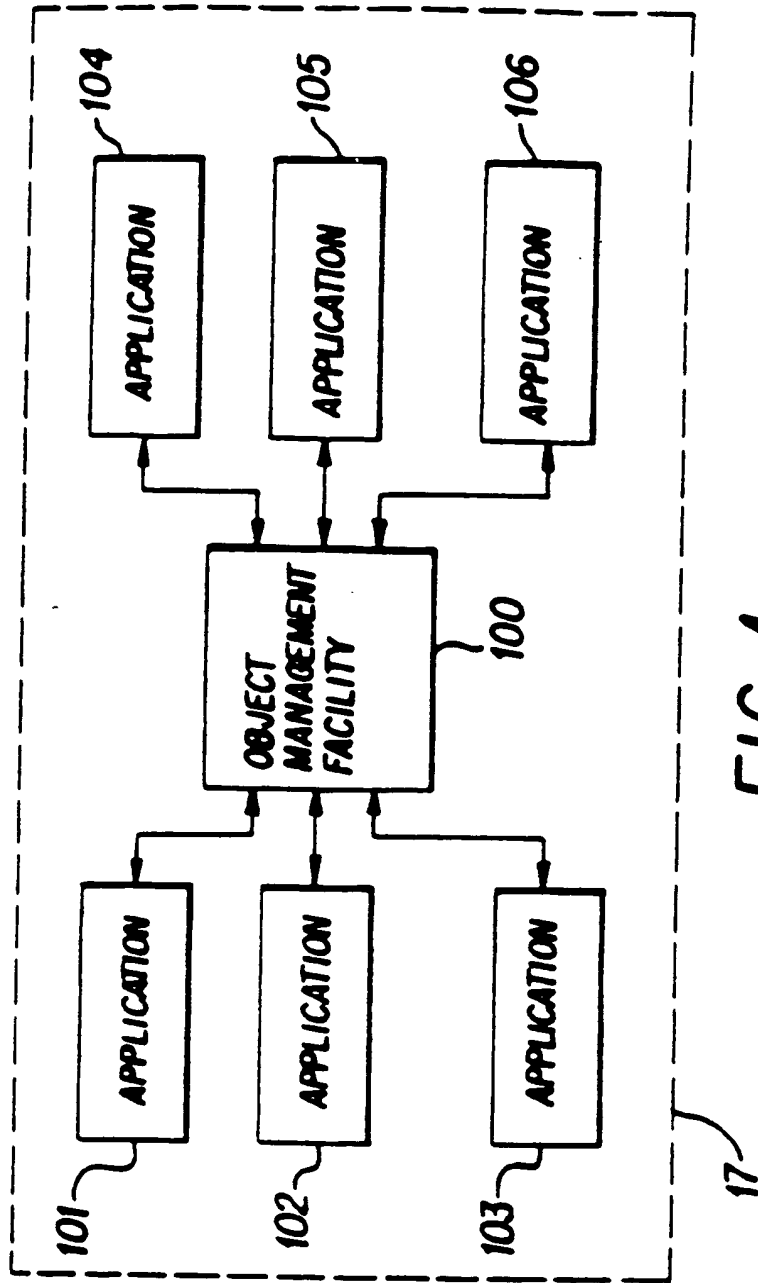 101
APPLICATION
102
APPLICATION
103
APPLICATION
OBJECT
MANAGEMENT
FACILITY
100
APPLICATION
104
APPLICATION
105
APPLICATION
106
17